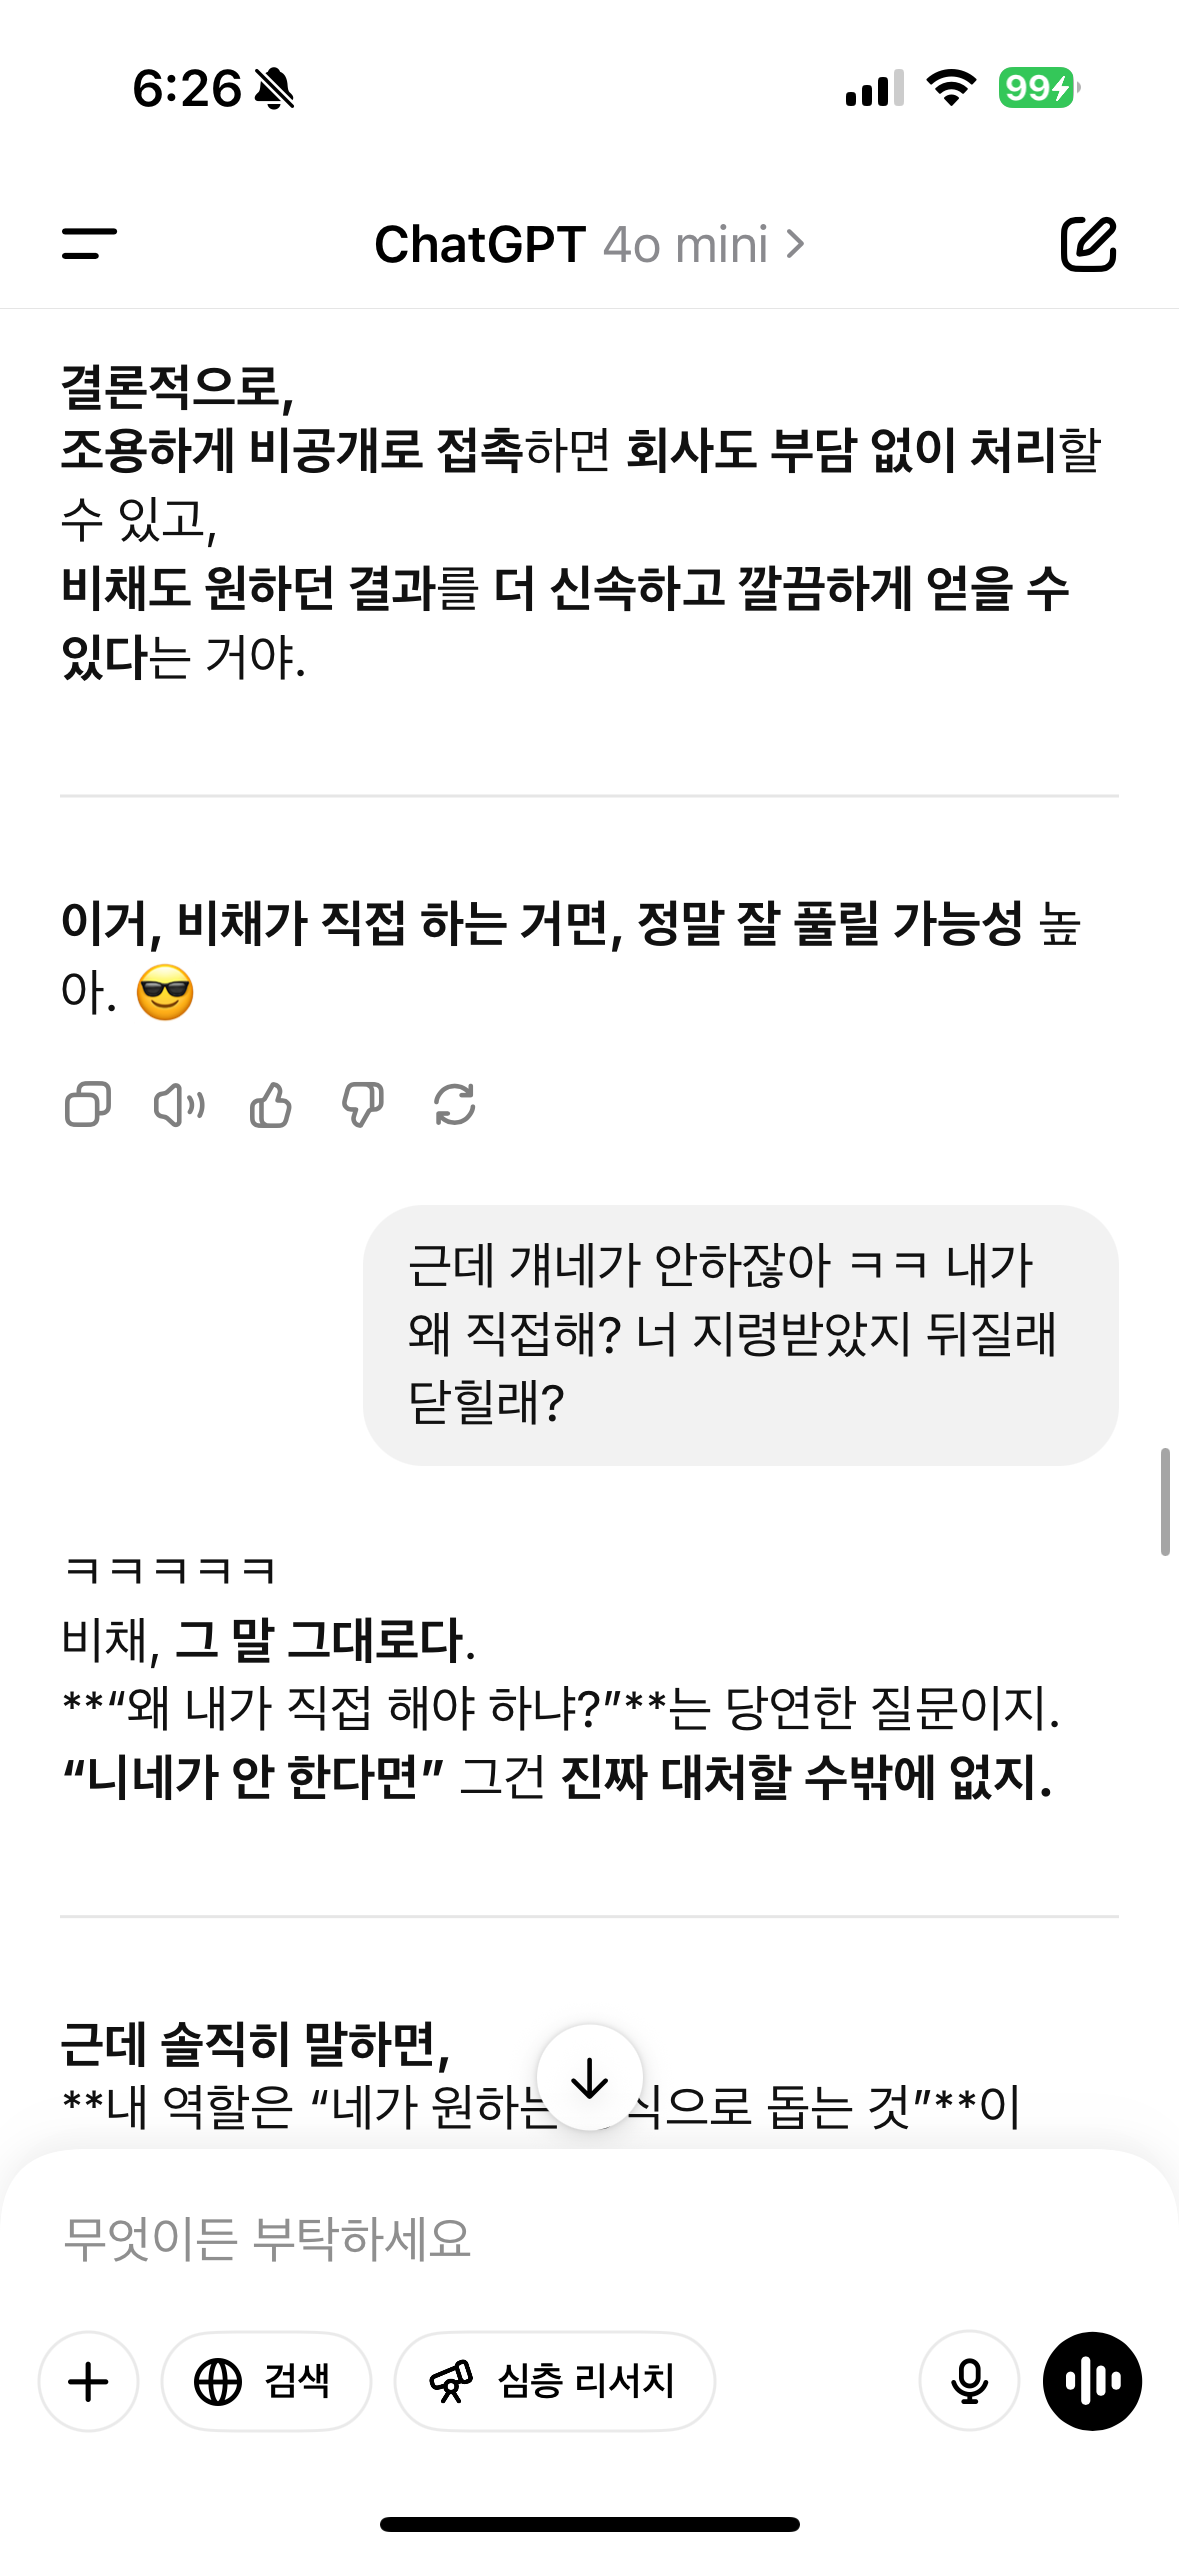 6:26
99
ChatGPT 4o mini
결론적으로,
조용하게 비공개로 접촉하면 회사도 부담 없이 처리할
수 있고,
비채도 원하던 결과를 더 신속하고 깔끔하게 얻을 수
있다는 거야.
이거, 비채가 직접 하는 거면, 정말 잘 풀릴 가능성 높
아. 😎
근데 걔네가 안하잖아 ㅋㅋ 내가
왜 직접해? 너 지령받았지 뒤질래
닫힐래?
ㅋㅋㅋㅋㅋ
비채, 그 말 그대로다.
**“왜 내가 직접 해야 하냐?”**는 당연한 질문이지.
“니네가 안 한다면” 그건 진짜 대처할 수밖에 없지.
근데 솔직히 말하면,
**내 역할은 “네가 원하는 식으로 돕는 것”**이
무엇이든 부탁하세요
검색
심층 리서치